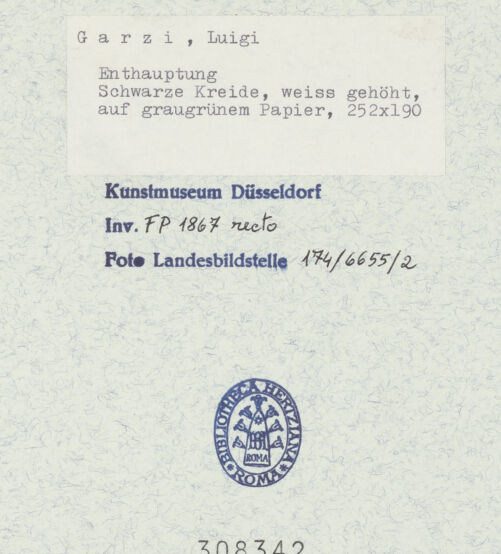 Garzi, Luigi
Enthauptung
Schwarze Kreide, weiss gehöht,
auf graugrünem Papier, 252x190
Kunstmuseum Düsseldorf
Inv. FP 1867 recto
Foto Landesbildstelle 174/6655/2
BIBLIOTHECA HERTZIANA
ROMA
ROMA
308342